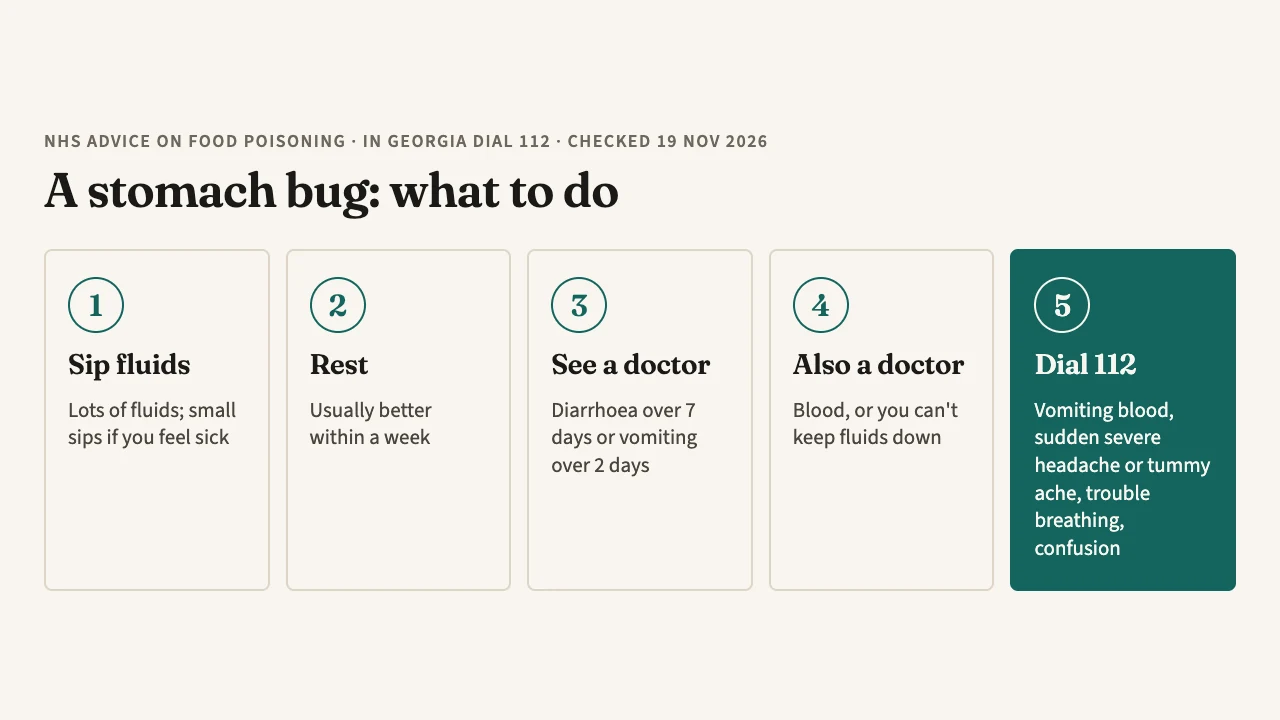 NHS ADVICE ON FOOD POISONING · IN GEORGIA DIAL 112 · CHECKED 19 NOV 2026
A stomach bug: what to do
1
Sip fluids
Lots of fluids; small
sips if you feel sick
2
Rest
Usually better
within a week
3
See a doctor
Diarrhoea over 7
days or vomiting
over 2 days
4
Also a doctor
Blood, or you can't
keep fluids down
5
Dial 112
Vomiting blood,
sudden severe
headache or tummy
ache, trouble
breathing,
confusion